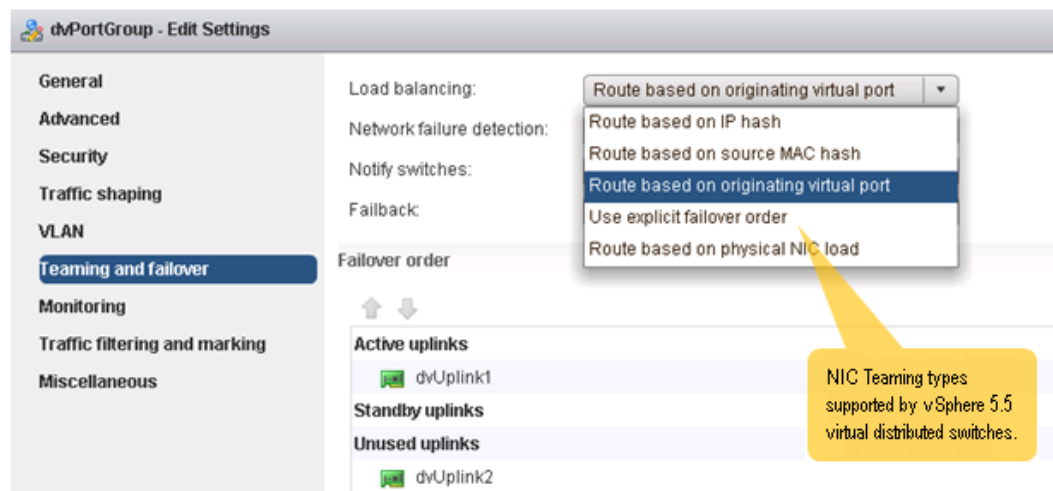 dvPortGroup - Edit Settings
General
Advanced
Security
Traffic shaping
VLAN
Teaming and failover
Monitoring
Traffic filtering and marking
Miscellaneous
Load balancing:
Route based on originating virtual port
Network failure detection:
Notify switches:
Failback:
Route based on IP hash
Route based on source MAC hash
Route based on originating virtual port
Use explicit failover order
Route based on physical NIC load
Failover order
Active uplinks
dvUplink1
Standby uplinks
Unused uplinks
dvUplink2
NIC Teaming types
supported by vSphere 5.5
virtual distributed switches.